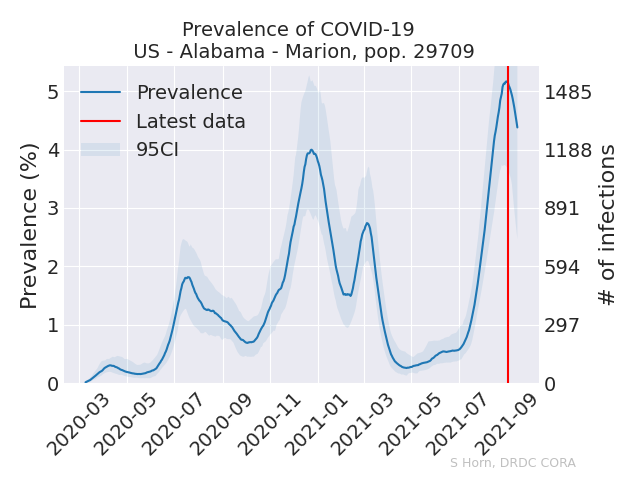 Prevalence of COVID-19
US - Alabama - Marion, pop. 29709
Prevalence
Latest data
95CI
Prevalence (%)
5
4
3
2
1
0
1485
1188
891
594
297
0
# of infections
2020-03
2020-05
2020-07
2020-09
2020-11
2021-01
2021-03
2021-05
2021-07
2021-09
S Horn, DRDC CORA